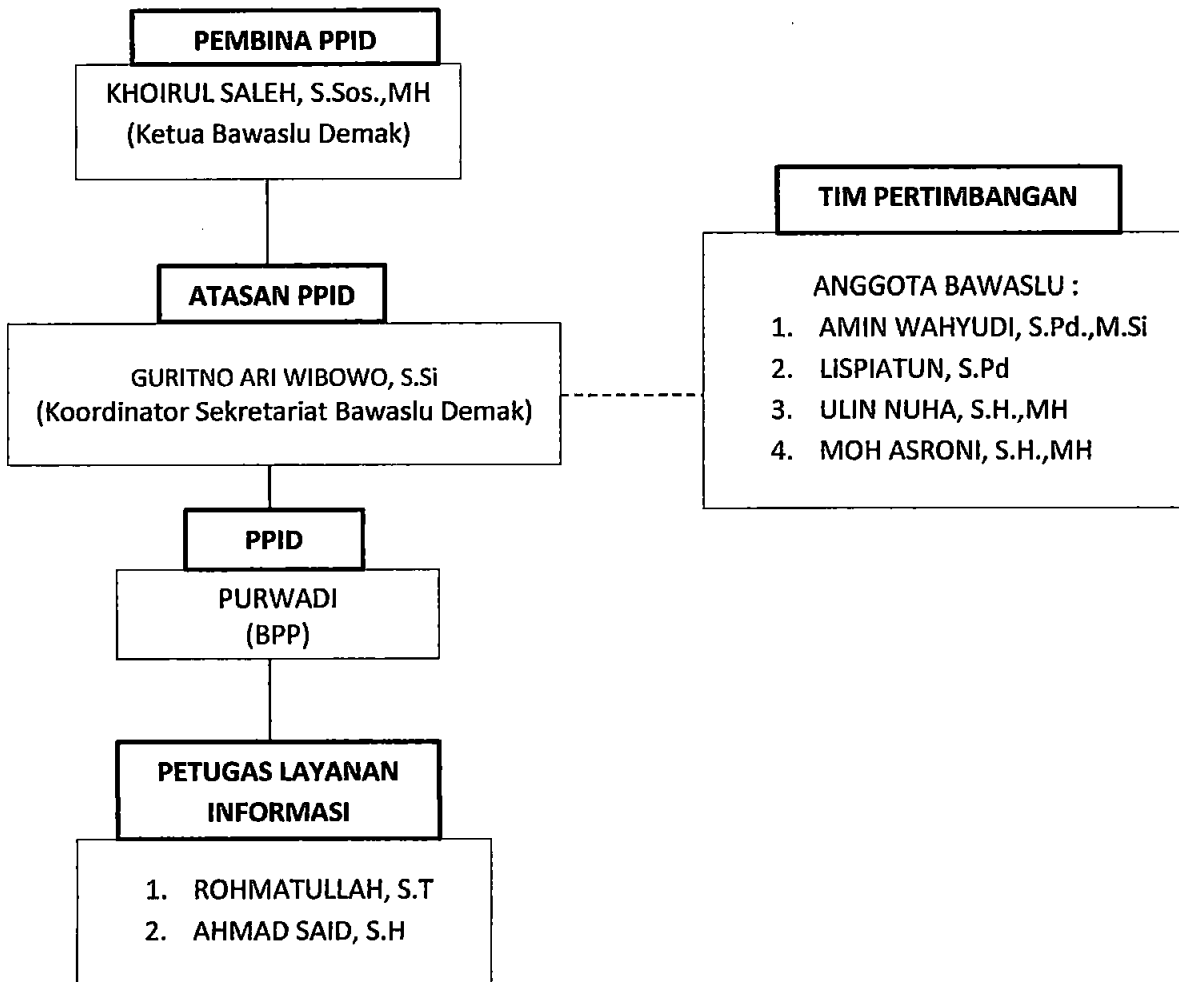 PEMBINA PPID
KHOIRUL SALEH, S.Sos.,MH
(Ketua Bawaslu Demak)
ATASAN PPID
GURITNO ARI WIBOWO, S.Si
(Koordinator Sekretariat Bawaslu Demak)
TIM PERTIMBANGAN
ANGGOTA BAWASLU :
1. AMIN WAHYUDI, S.Pd.,M.Si
2. LISPIATUN, S.Pd
3. ULIN NUHA, S.H.,MH
4. MOH ASRONI, S.H.,MH
PPID
PURWADI
(BPP)
PETUGAS LAYANAN
INFORMASI
1. ROHMATULLAH, S.T
2. AHMAD SAID, S.H